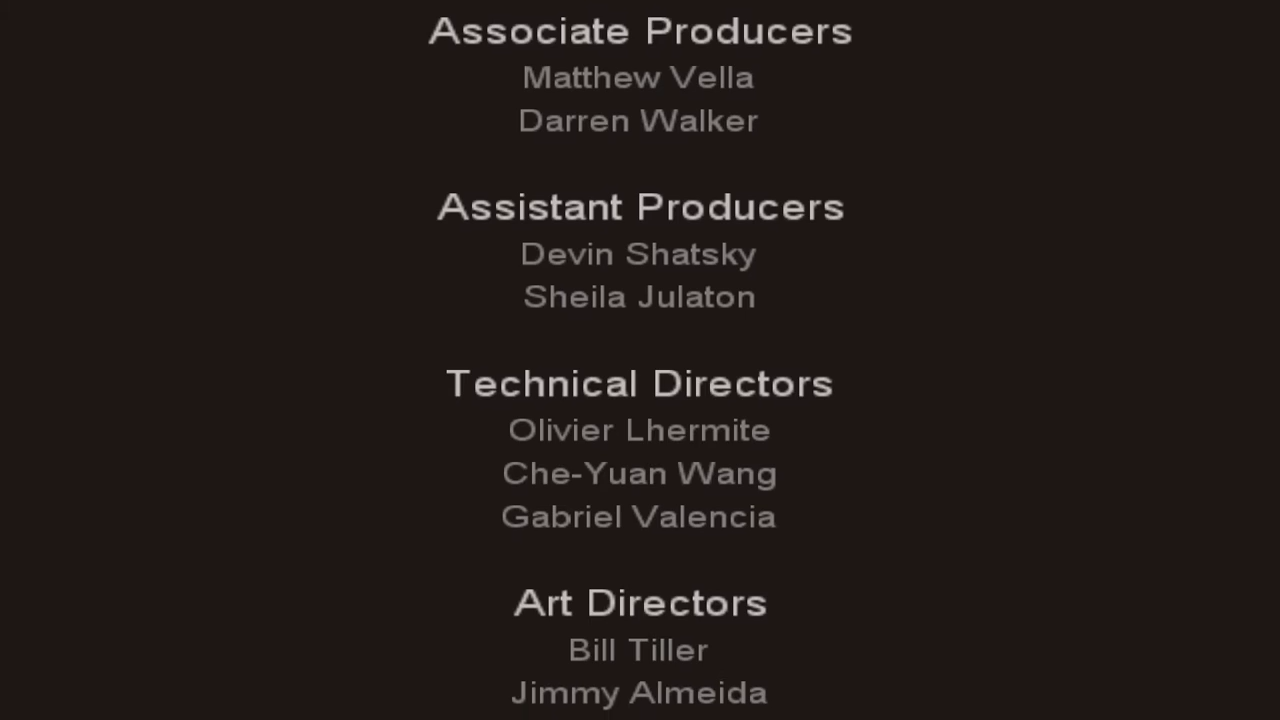 Associate Producers
Matthew Vella
Darren Walker
Assistant Producers
Devin Shatsky
Sheila Julaton
Technical Directors
Olivier Lhermite
Che-Yuan Wang
Gabriel Valencia
Art Directors
Bill Tiller
Jimmy Almeida